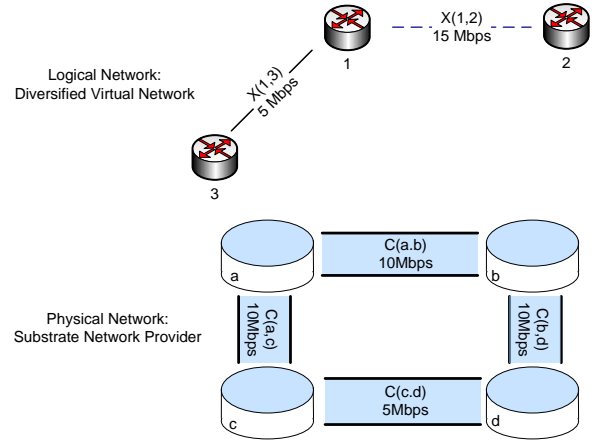 X(1,2)
15 Mbps
1
2
Logical Network:
Diversified Virtual Network
X(1,3)
5 Mbps
3
C(a.b)
10Mbps
a
b
Physical Network:
Substrate Network Provider
C(a,c)
10Mbps
C(b,d)
10Mbps
C(c.d)
5Mbps
c
d